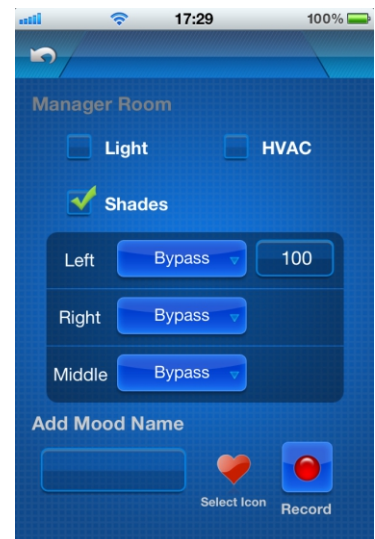 17:29 100%
Manager Room
Light HVAC
Shades
Left Bypass 100
Right Bypass
Middle Bypass
Add Mood Name
Select Icon Record